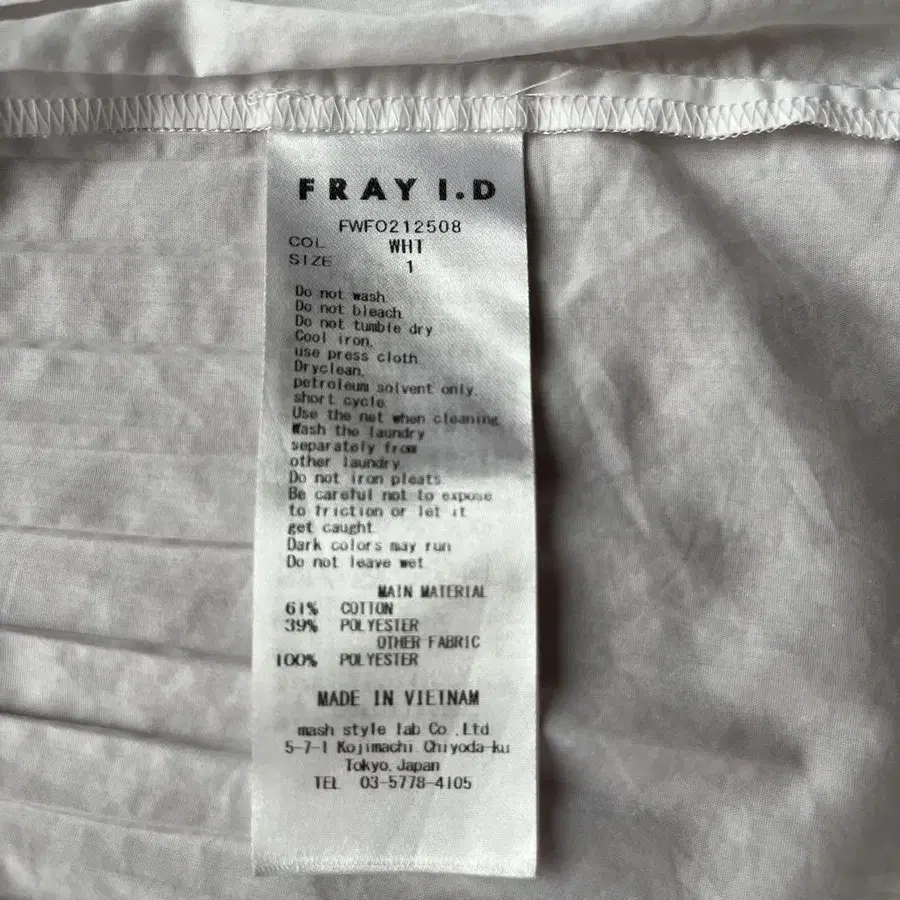 FRAY I.D
FWFO212508
COL WHT
SIZE 1
Do not wash
Do not bleach
Do not tumble dry
Cool iron,
use press cloth
Dryclean,
petroleum solvent only,
short cycle
Use the net when cleaning
Wash the laundry
separately from
other laundry
Do not iron pleats
Be careful not to expose
to friction or let it
get caught
Dark colors may run
Do not leave wet
MAIN MATERIAL
61% COTTON
39% POLYESTER
OTHER FABRIC
100% POLYESTER
MADE IN VIETNAM
mash style lab Co.,Ltd
5-7-1 Kojimachi Chiyoda-ku
Tokyo, Japan
TEL 03-5778-4105